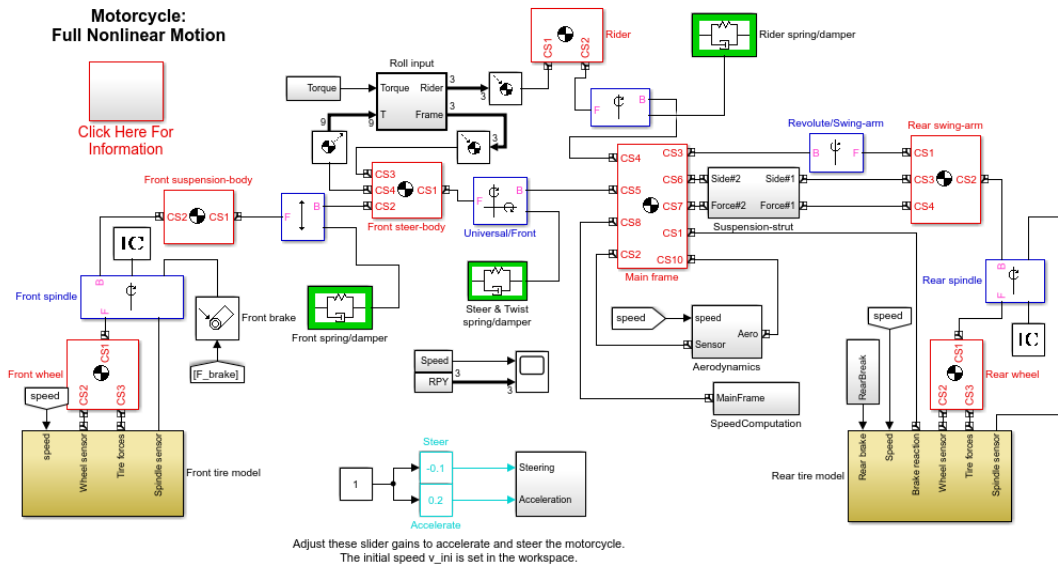 Motorcycle:
Full Nonlinear Motion
Click Here For
Information
Roll input
Torque
Torque
T
Rider
Frame
3
3
3
3
9
9
CS1
CS2
Rider
Rider spring/damper
F
B
Front suspension-body
CS2
CS1
F
B
CS3
CS4
CS2
CS1
Front steer-body
F
B
Universal/Front
CS4
CS5
CS8
CS2
CS3
CS6
CS7
CS1
CS10
Main frame
Revolute/Swing-arm
B
F
Side#2
Side#1
Force#2
Force#1
Suspension-strut
Rear swing-arm
CS1
CS3
CS4
CS2
IC
Front spindle
B
F
Front brake
[F_brake]
Front spring/damper
Steer & Twist
spring/damper
speed
speed
Sensor
Aero
Aerodynamics
speed
B
F
Rear spindle
IC
Front wheel
CS1
CS2
CS3
speed
Speed
RPY
3
3
MainFrame
SpeedComputation
RearBreak
CS1
CS2
CS3
Rear wheel
speed
Wheel sensor
Tire forces
Spindle sensor
Front tire model
Rear brake
Speed
Brake reaction
Wheel sensor
Tire forces
Spindle sensor
Rear tire model
1
Steer
-0.1
0.2
Accelerate
Steering
Acceleration
Adjust these slider gains to accelerate and steer the motorcycle.
The initial speed v_ini is set in the workspace.